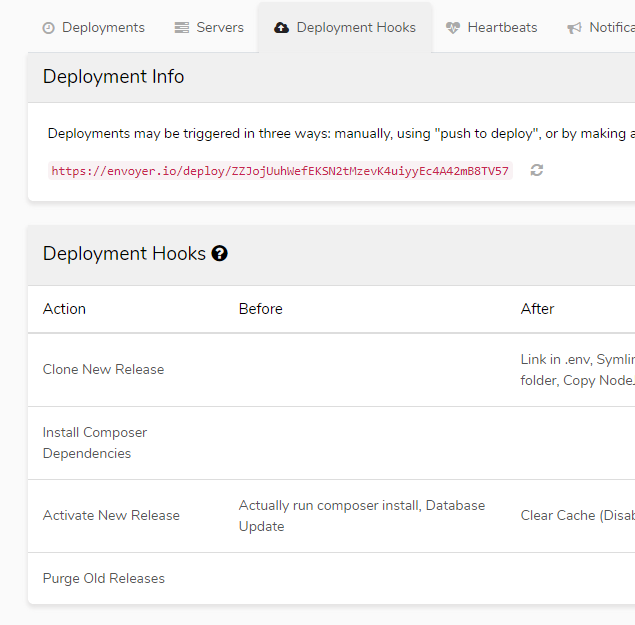 Deployments Servers Deployment Hooks Heartbeats Notifica
Deployment Info
Deployments may be triggered in three ways: manually, using "push to deploy", or by making a
https://envoyer.io/deploy/ZZJojUuhWefEKSN2tMzevK4uiyyEc4A42mB8TV57
Deployment Hooks
Action Before After
Clone New Release
Link in .env, Symlin
folder, Copy Node.
Install Composer
Dependencies
Activate New Release
Actually run composer install, Database
Update
Clear Cache (Disab
Purge Old Releases